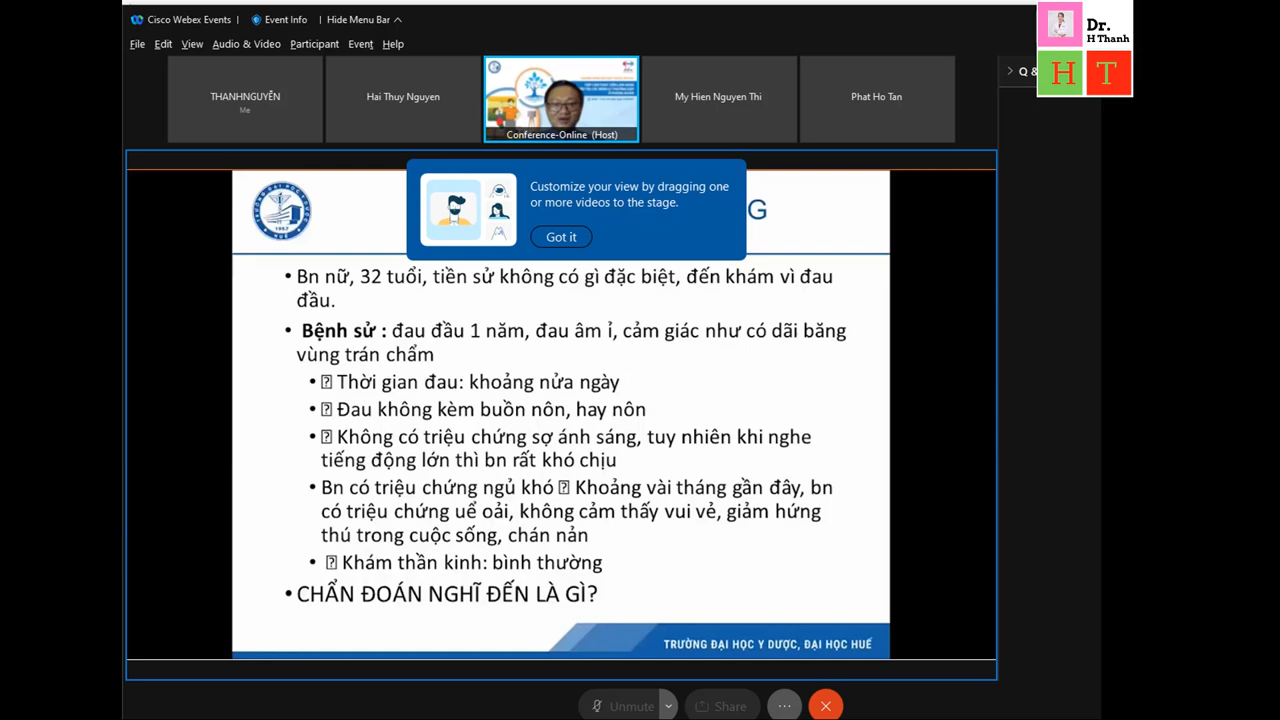 Cisco Webex Events
Event Info
Hide Menu Bar
Dr.
H Thanh
H T
File Edit View Audio & Video Participant Event Help
Q &
THANHNGUYỄN
Me
Hai Thuy Nguyen
Conference-Online (Host)
My Hien Nguyen Thi
Phat Ho Tan
Customize your view by dragging one
or more videos to the stage.
Got it
G
1957
HUẾ
• Bn nữ, 32 tuổi, tiền sử không có gì đặc biệt, đến khám vì đau
đầu.
• Bệnh sử : đau đầu 1 năm, đau âm ỉ, cảm giác như có dãi băng
vùng trán chẩm
• Thời gian đau: khoảng nửa ngày
• Đau không kèm buồn nôn, hay nôn
• Không có triệu chứng sợ ánh sáng, tuy nhiên khi nghe
tiếng động lớn thì bn rất khó chịu
• Bn có triệu chứng ngủ khó Khoảng vài tháng gần đây, bn
có triệu chứng uể oải, không cảm thấy vui vẻ, giảm hứng
thú trong cuộc sống, chán nản
• Khám thần kinh: bình thường
• CHẨN ĐOÁN NGHĨ ĐẾN LÀ GÌ?
TRƯỜNG ĐẠI HỌC Y DƯỢC, ĐẠI HỌC HUẾ
Unmute
Share